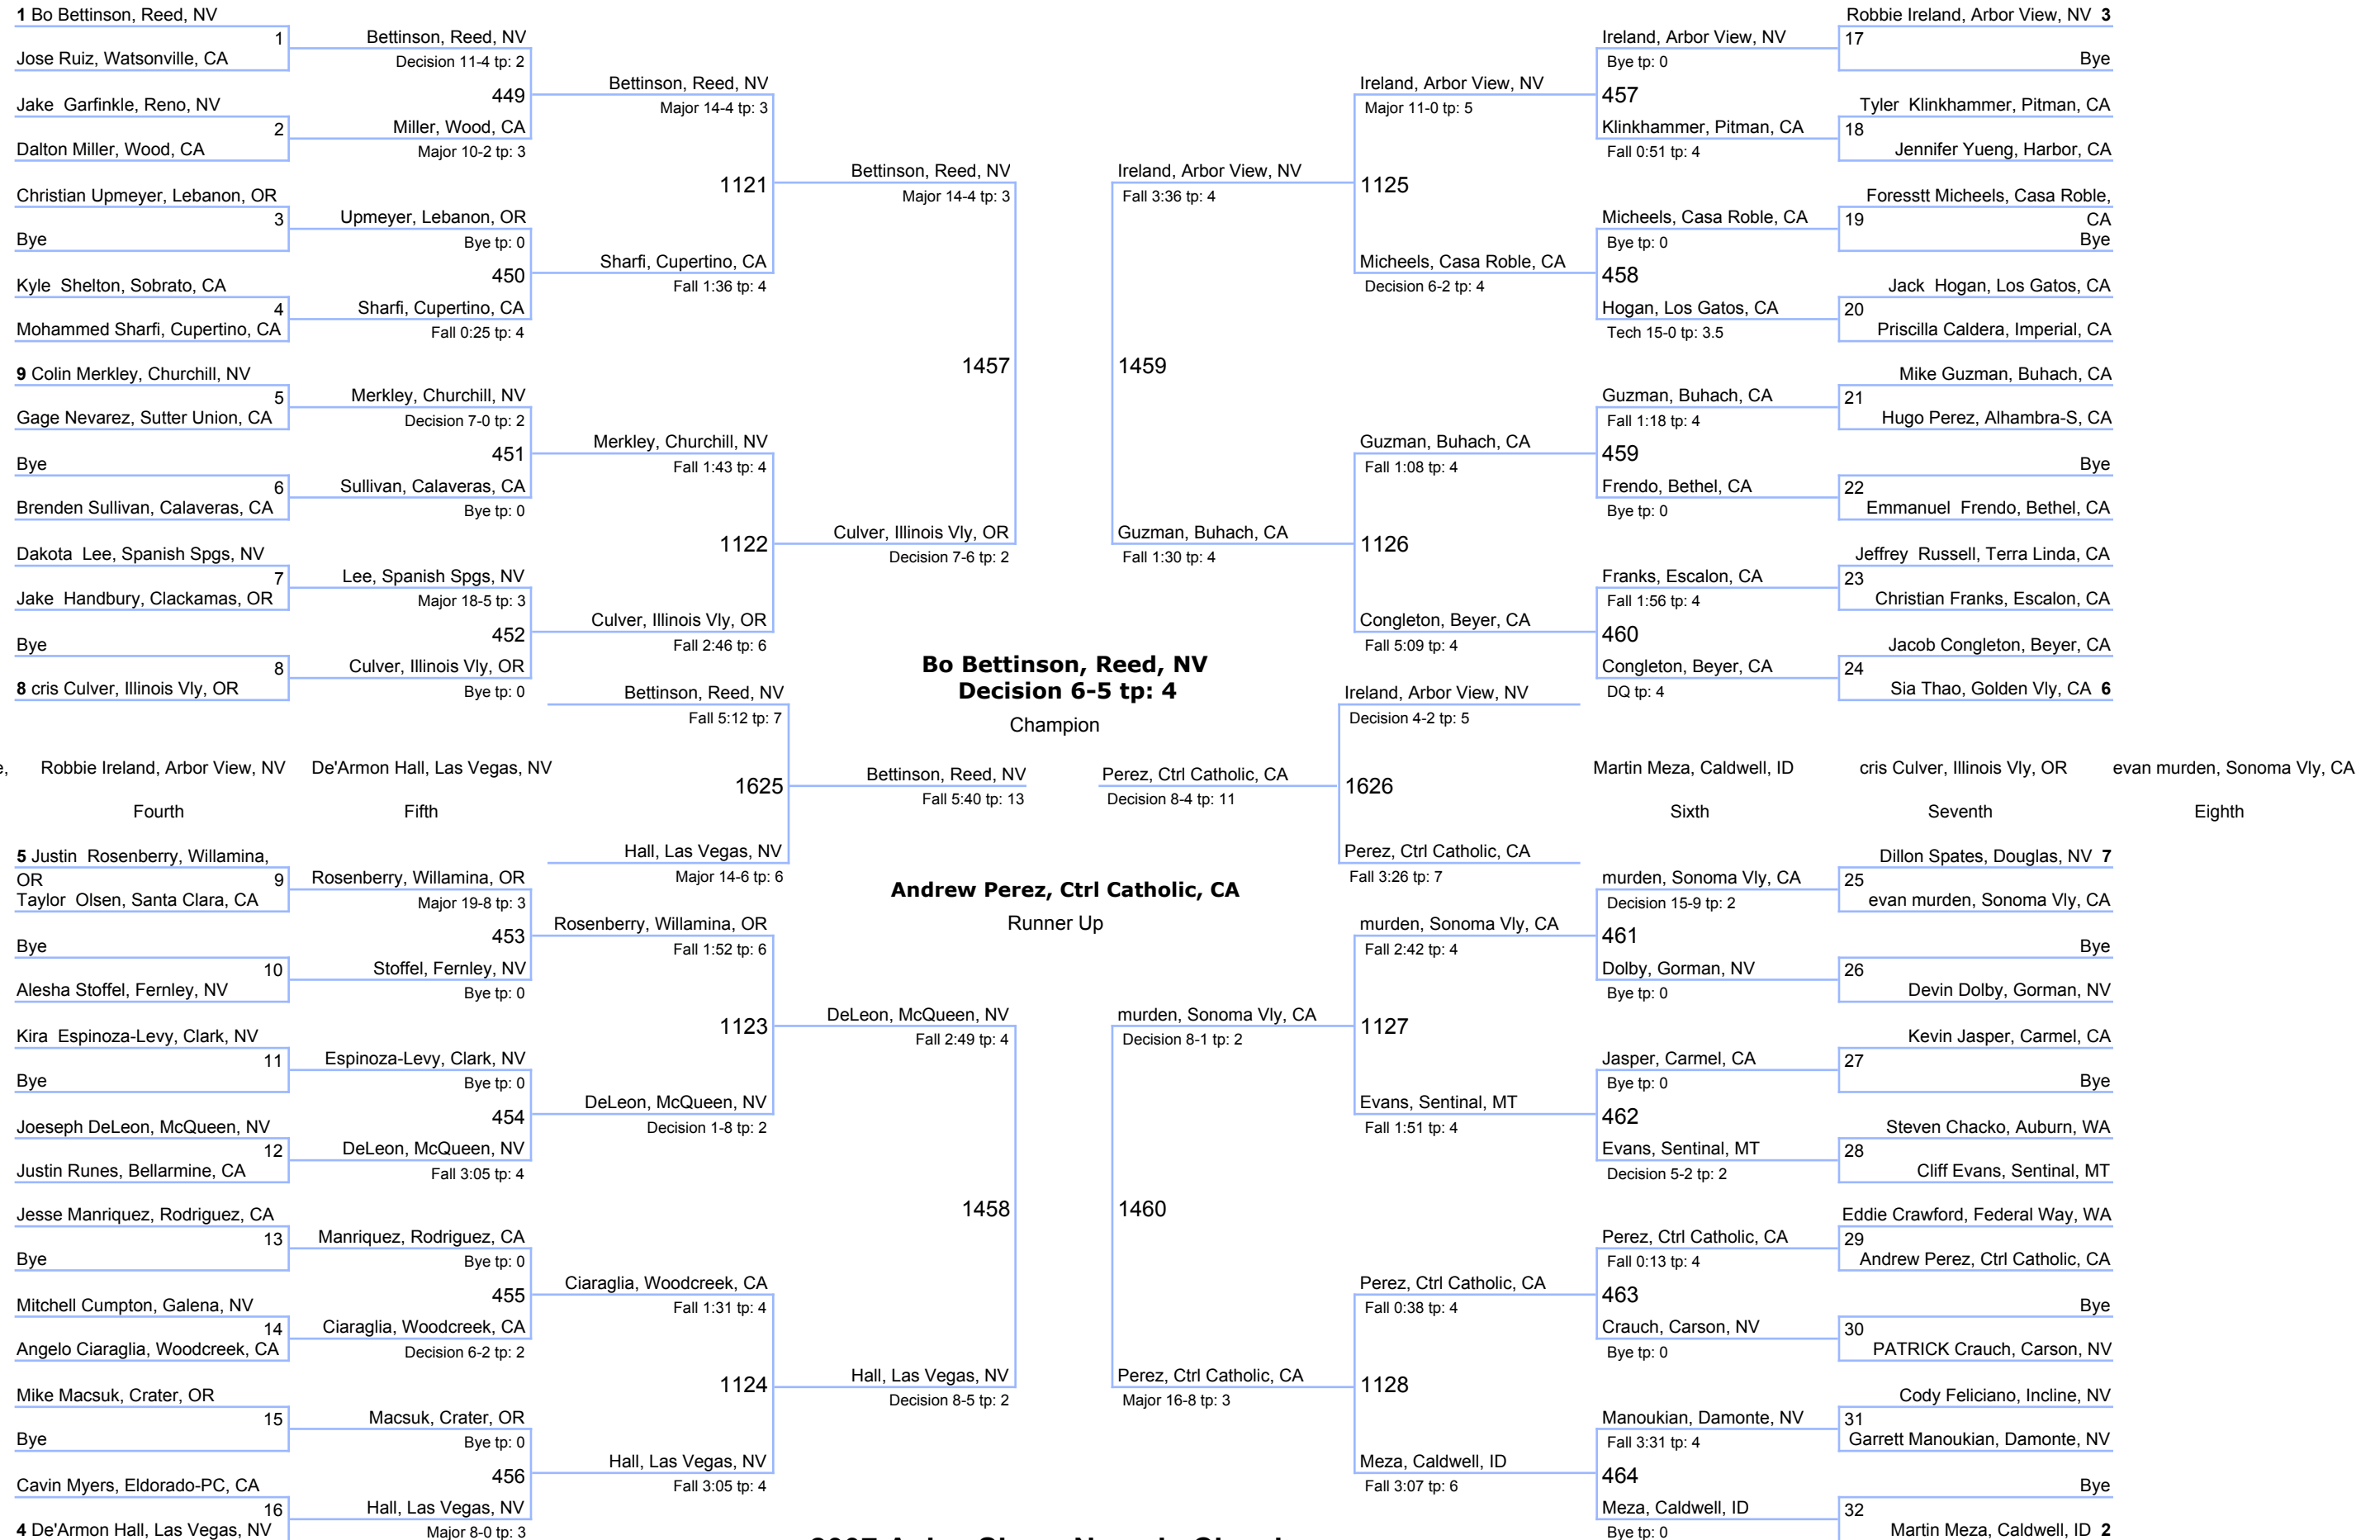 1 Bo Bettinson, Reed, NV
1
Jose Ruiz, Watsonville, CA
Jake Garfinkle, Reno, NV
2
Dalton Miller, Wood, CA
Christian Upmeyer, Lebanon, OR
3
Bye
Kyle Shelton, Sobrato, CA
4
Mohammed Sharfi, Cupertino, CA
9 Colin Merkley, Churchill, NV
5
Gage Nevarez, Sutter Union, CA
Bye
6
Brenden Sullivan, Calaveras, CA
Dakota Lee, Spanish Spgs, NV
7
Jake Handbury, Clackamas, OR
Bye
8
8 cris Culver, Illinois Vly, OR
Bettinson, Reed, NV
Decision 11-4 tp: 2
449
Miller, Wood, CA
Major 10-2 tp: 3
Upmeyer, Lebanon, OR
Bye tp: 0
450
Sharfi, Cupertino, CA
Fall 0:25 tp: 4
Merkley, Churchill, NV
Decision 7-0 tp: 2
451
Sullivan, Calaveras, CA
Bye tp: 0
Lee, Spanish Spgs, NV
Major 18-5 tp: 3
452
Culver, Illinois Vly, OR
Bye tp: 0
Bettinson, Reed, NV
Major 14-4 tp: 3
1121
Sharfi, Cupertino, CA
Fall 1:36 tp: 4
Merkley, Churchill, NV
Fall 1:43 tp: 4
1122
Culver, Illinois Vly, OR
Fall 2:46 tp: 6
Bettinson, Reed, NV
Major 14-4 tp: 3
1457
Culver, Illinois Vly, OR
Decision 7-6 tp: 2
Ireland, Arbor View, NV
Fall 3:36 tp: 4
1459
Guzman, Buhach, CA
Fall 1:30 tp: 4
Ireland, Arbor View, NV
Major 11-0 tp: 5
1125
Micheels, Casa Roble, CA
Decision 6-2 tp: 4
Guzman, Buhach, CA
Fall 1:08 tp: 4
1126
Congleton, Beyer, CA
Fall 5:09 tp: 4
Ireland, Arbor View, NV
Bye tp: 0
457
Klinkhammer, Pitman, CA
Fall 0:51 tp: 4
Micheels, Casa Roble, CA
Bye tp: 0
458
Hogan, Los Gatos, CA
Tech 15-0 tp: 3.5
Guzman, Buhach, CA
Fall 1:18 tp: 4
459
Frendo, Bethel, CA
Bye tp: 0
Franks, Escalon, CA
Fall 1:56 tp: 4
460
Congleton, Beyer, CA
DQ tp: 4
Robbie Ireland, Arbor View, NV 3
17
Bye
Tyler Klinkhammer, Pitman, CA
18
Jennifer Yueng, Harbor, CA
Foresstt Micheels, Casa Roble,
19
CA
Bye
Jack Hogan, Los Gatos, CA
20
Priscilla Caldera, Imperial, CA
Mike Guzman, Buhach, CA
21
Hugo Perez, Alhambra-S, CA
Bye
22
Emmanuel Frendo, Bethel, CA
Jeffrey Russell, Terra Linda, CA
23
Christian Franks, Escalon, CA
Jacob Congleton, Beyer, CA
24
Sia Thao, Golden Vly, CA 6
Bo Bettinson, Reed, NV
Decision 6-5 tp: 4
Champion
Bettinson, Reed, NV
Fall 5:12 tp: 7
1625
Hall, Las Vegas, NV
Major 14-6 tp: 6
Bettinson, Reed, NV
Fall 5:40 tp: 13
Perez, Ctrl Catholic, CA
Decision 8-4 tp: 11
Ireland, Arbor View, NV
Decision 4-2 tp: 5
1626
Perez, Ctrl Catholic, CA
Fall 3:26 tp: 7
Andrew Perez, Ctrl Catholic, CA
Runner Up
e,
Robbie Ireland, Arbor View, NV
Fourth
De'Armon Hall, Las Vegas, NV
Fifth
Martin Meza, Caldwell, ID
Sixth
cris Culver, Illinois Vly, OR
Seventh
evan murden, Sonoma Vly, CA
Eighth
5 Justin Rosenberry, Willamina,
OR
9
Taylor Olsen, Santa Clara, CA
Bye
10
Alesha Stoffel, Fernley, NV
Kira Espinoza-Levy, Clark, NV
11
Bye
Joeseph DeLeon, McQueen, NV
12
Justin Runes, Bellarmine, CA
Jesse Manriquez, Rodriguez, CA
13
Bye
Mitchell Cumpton, Galena, NV
14
Angelo Ciaraglia, Woodcreek, CA
Mike Macsuk, Crater, OR
15
Bye
Cavin Myers, Eldorado-PC, CA
16
4 De'Armon Hall, Las Vegas, NV
Rosenberry, Willamina, OR
Major 19-8 tp: 3
453
Stoffel, Fernley, NV
Bye tp: 0
Espinoza-Levy, Clark, NV
Bye tp: 0
454
DeLeon, McQueen, NV
Fall 3:05 tp: 4
Manriquez, Rodriguez, CA
Bye tp: 0
455
Ciaraglia, Woodcreek, CA
Decision 6-2 tp: 2
Macsuk, Crater, OR
Bye tp: 0
456
Hall, Las Vegas, NV
Major 8-0 tp: 3
Rosenberry, Willamina, OR
Fall 1:52 tp: 6
1123
DeLeon, McQueen, NV
Decision 1-8 tp: 2
Ciaraglia, Woodcreek, CA
Fall 1:31 tp: 4
1124
Hall, Las Vegas, NV
Fall 3:05 tp: 4
DeLeon, McQueen, NV
Fall 2:49 tp: 4
1458
Hall, Las Vegas, NV
Decision 8-5 tp: 2
murden, Sonoma Vly, CA
Decision 8-1 tp: 2
1460
Perez, Ctrl Catholic, CA
Major 16-8 tp: 3
murden, Sonoma Vly, CA
Fall 2:42 tp: 4
1127
Evans, Sentinal, MT
Fall 1:51 tp: 4
Perez, Ctrl Catholic, CA
Fall 0:38 tp: 4
1128
Meza, Caldwell, ID
Fall 3:07 tp: 6
murden, Sonoma Vly, CA
Decision 15-9 tp: 2
461
Dolby, Gorman, NV
Bye tp: 0
Jasper, Carmel, CA
Bye tp: 0
462
Evans, Sentinal, MT
Decision 5-2 tp: 2
Perez, Ctrl Catholic, CA
Fall 0:13 tp: 4
463
Crauch, Carson, NV
Bye tp: 0
Manoukian, Damonte, NV
Fall 3:31 tp: 4
464
Meza, Caldwell, ID
Bye tp: 0
Dillon Spates, Douglas, NV 7
25
evan murden, Sonoma Vly, CA
Bye
26
Devin Dolby, Gorman, NV
Kevin Jasper, Carmel, CA
27
Bye
Steven Chacko, Auburn, WA
28
Cliff Evans, Sentinal, MT
Eddie Crawford, Federal Way, WA
29
Andrew Perez, Ctrl Catholic, CA
Bye
30
PATRICK Crauch, Carson, NV
Cody Feliciano, Incline, NV
31
Garrett Manoukian, Damonte, NV
Bye
32
Martin Meza, Caldwell, ID 2